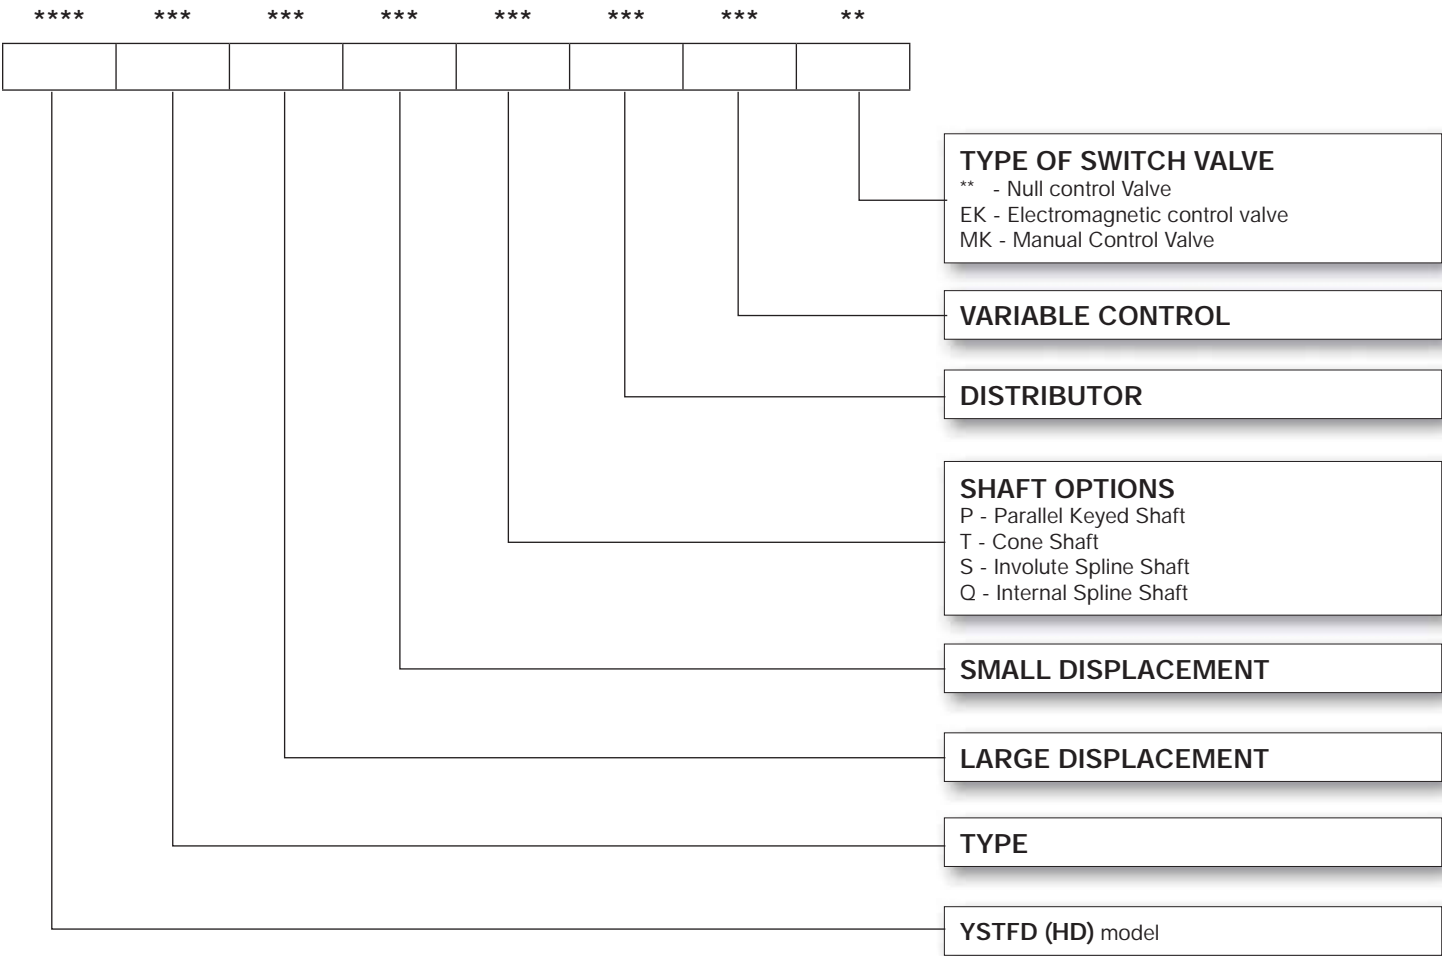 **** *** *** *** *** *** *** **
TYPE OF SWITCH VALVE
** - Null control Valve
EK - Electromagnetic control valve
MK - Manual Control Valve
VARIABLE CONTROL
DISTRIBUTOR
SHAFT OPTIONS
P - Parallel Keyed Shaft
T - Cone Shaft
S - Involute Spline Shaft
Q - Internal Spline Shaft
SMALL DISPLACEMENT
LARGE DISPLACEMENT
TYPE
YSTFD (HD) model